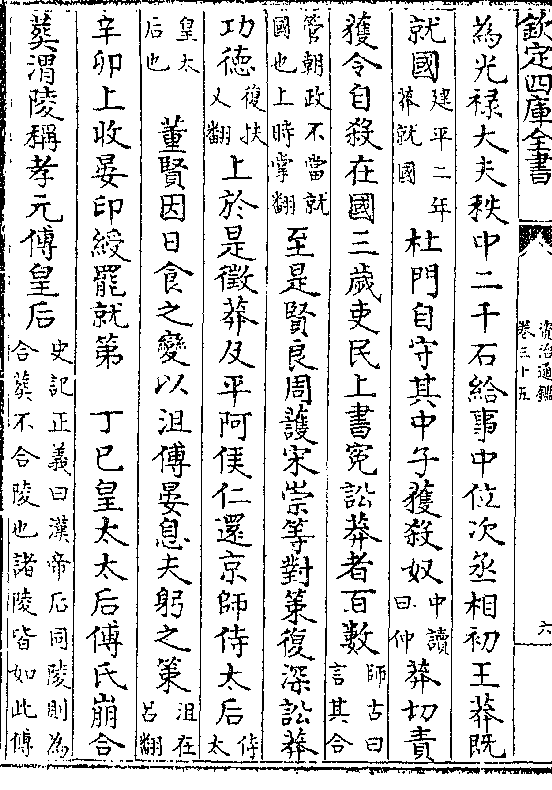 欽定四庫全書
資治通鑑
卷三十五
六
為光祿大夫秩中二千石給事中位次丞相初王莽既
就國建平二年莽就國杜門自守其中子獲殺奴中讀曰仲莽切責
獲令自殺在國三歲吏民上書寃訟莽者百數師古曰言其合
管朝政不當就國也上時掌翻至是賢良周護宋崇等對策復深訟莽
功德復扶又翻上於是徵莽及平阿侯仁還京師侍太后侍太
皇太后也董賢因日食之變以沮傅晏息夫躬之策沮在呂翻
辛卯上收晏印綬罷就第 丁巳皇太太后傅氏崩合
葬渭陵稱孝元傅皇后史記正義曰漢帝后同陵則為合葬不合陵也諸陵皆如此傅